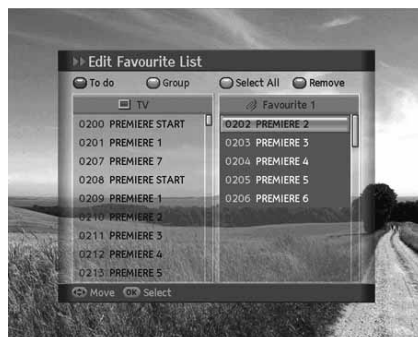 Edit Favourite List
To do Group Select All Remove
TV
0200 PREMIERE START
0201 PREMIERE 1
0207 PREMIERE 7
0208 PREMIERE START
0209 PREMIERE 1
0210 PREMIERE 2
0211 PREMIERE 3
0212 PREMIERE 4
0213 PREMIERE 5
Favourite 1
0202 PREMIERE 2
0203 PREMIERE 3
0204 PREMIERE 4
0205 PREMIERE 5
0206 PREMIERE 6
Move OK Select